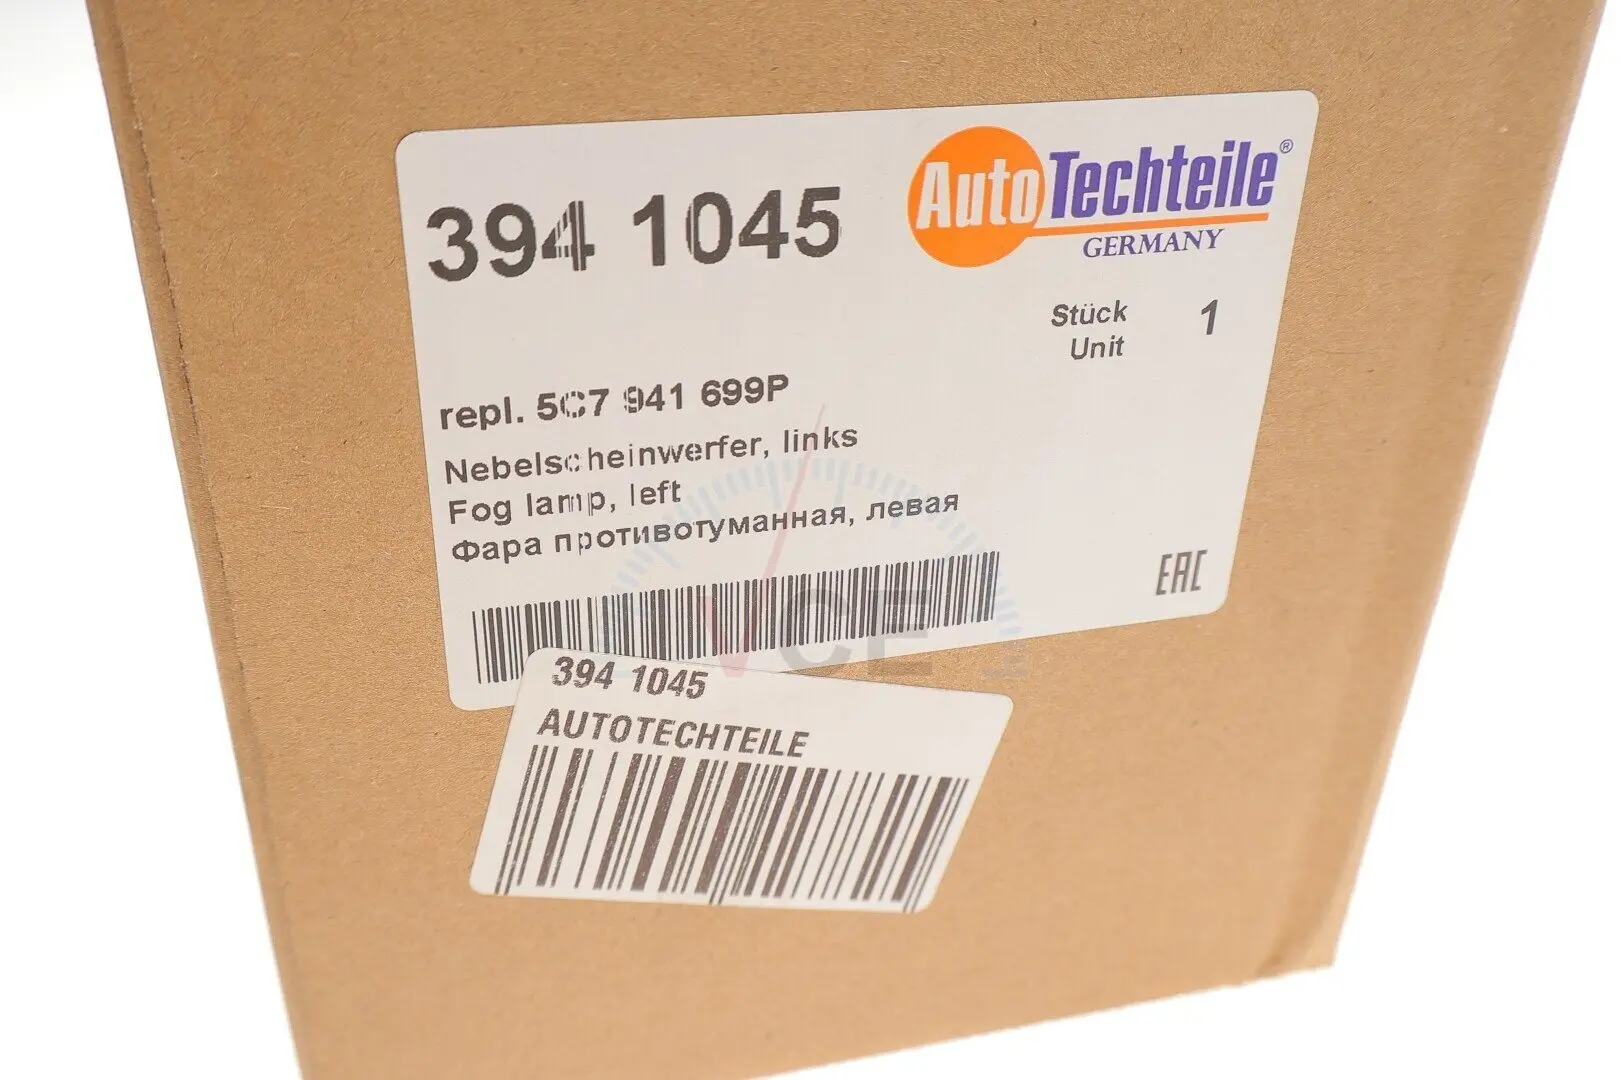 394 1045
AutoTechteile®
GERMANY
Stück 1
Unit
repl. 5C7 941 699P
Nebelscheinwerfer, links
Fog lamp, left
Фара противотуманная, левая
EAC
VCE
394 1045
AUTOTECHTEILE